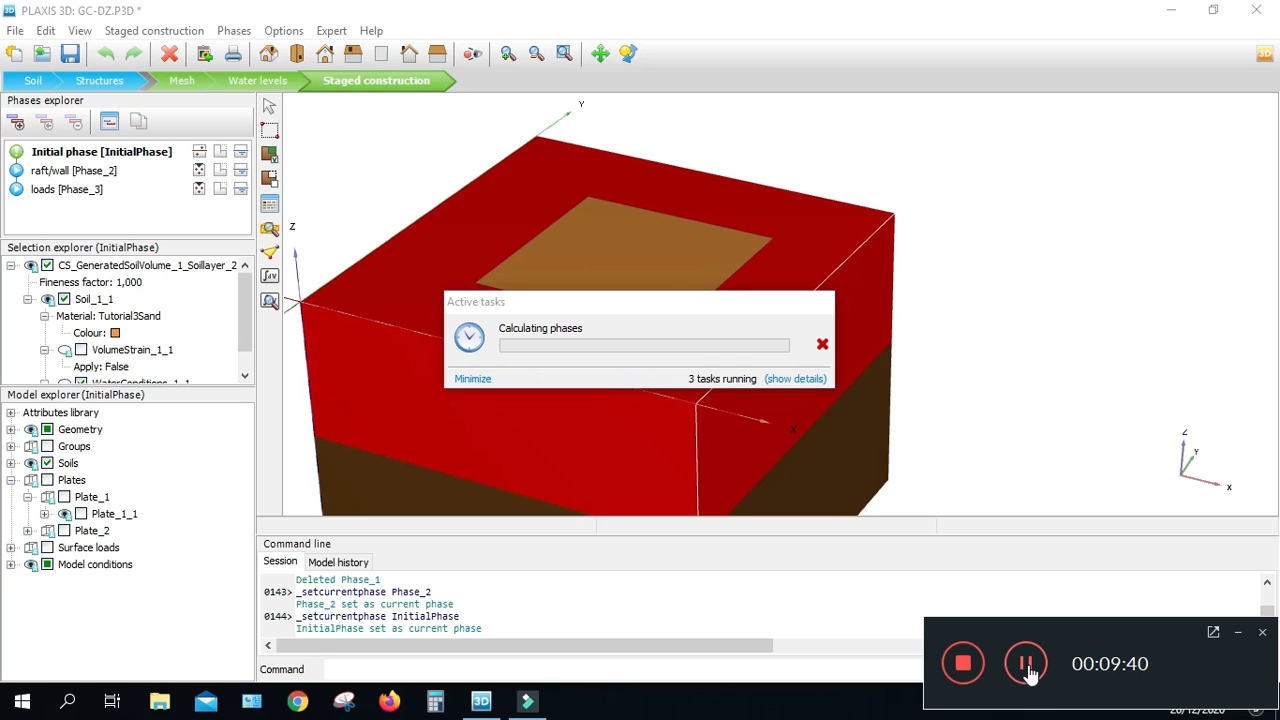 PLAXIS 3D: GC-DZ.P3D *
File Edit View Staged construction Phases Options Expert Help
3D
Soil Structures Mesh Water levels Staged construction
Phases explorer
Initial phase [InitialPhase]
raft/wall [Phase_2]
loads [Phase_3]
Selection explorer (InitialPhase)
CS_GeneratedSoilVolume_1_Soillayer_2
Fineness factor: 1,000
Soil_1_1
Material: Tutorial3Sand
Colour:
VolumeStrain_1_1
Apply: False
WaterConditions_1_1
Model explorer (InitialPhase)
Attributes library
Geometry
Groups
Soils
Plates
Plate_1
Plate_1_1
Plate_2
Surface loads
Model conditions
Y
Z
X
Active tasks
Calculating phases
Minimize 3 tasks running (show details)
Z
Y
X
Command line
Session Model history
Deleted Phase_1
0143> _setcurrentphase Phase_2
Phase_2 set as current phase
0144> _setcurrentphase InitialPhase
InitialPhase set as current phase
Command
00:09:40
3D